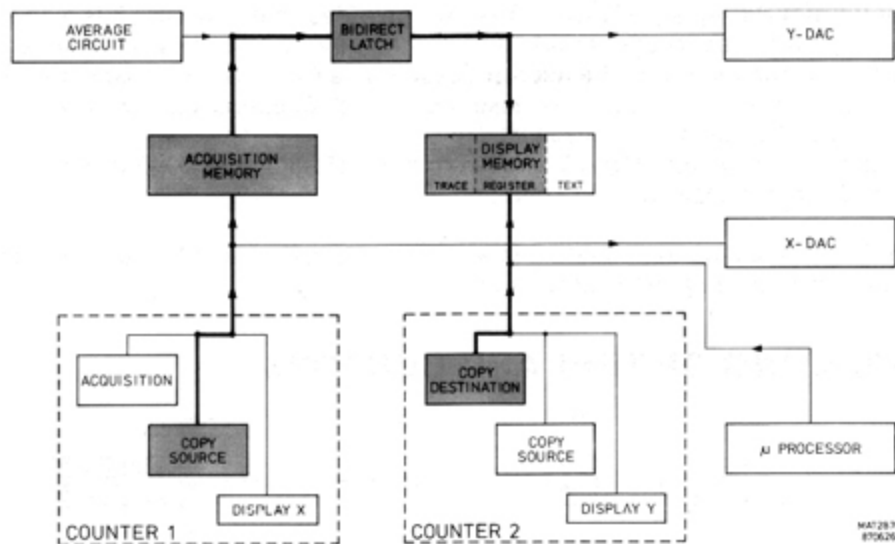 AVERAGE
CIRCUIT
BIDIRECT
LATCH
Y-DAC
ACQUISITION
MEMORY
DISPLAY
MEMORY
TRACE REGISTER TEXT
X-DAC
ACQUISITION
COPY
SOURCE
DISPLAY X
COUNTER 1
COPY
DESTINATION
COPY
SOURCE
DISPLAY Y
COUNTER 2
μ PROCESSOR